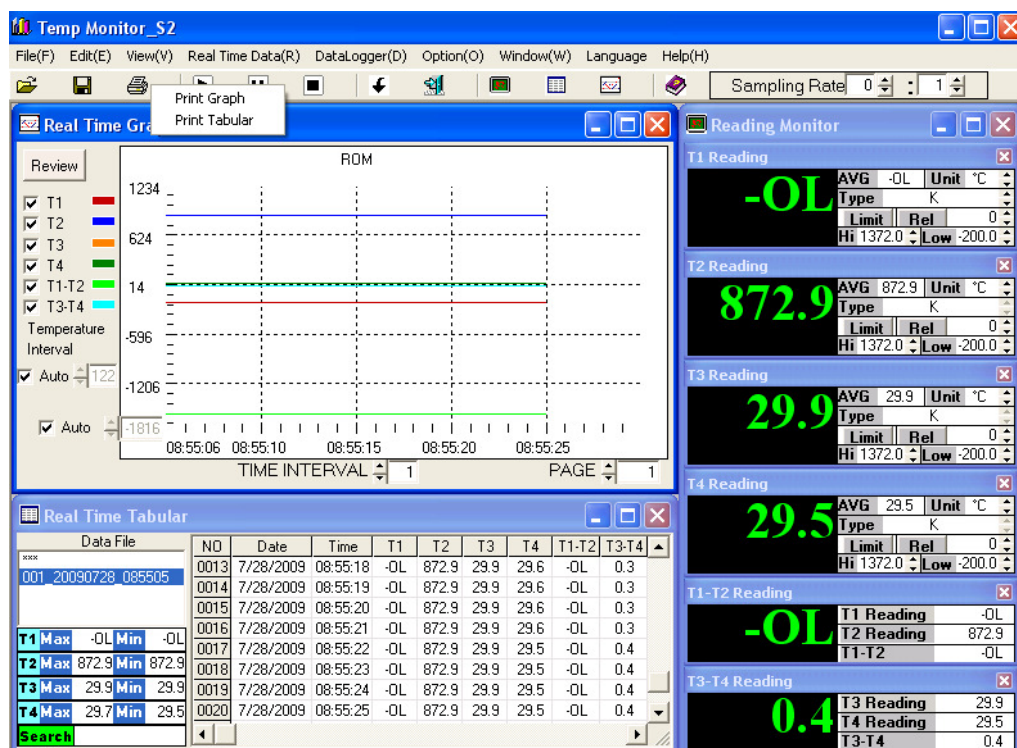 Temp Monitor_S2
File(F) Edit(E) View(V) Real Time Data(R) DataLogger(D) Option(O) Window(W) Language Help(H)
Sampling Rate 0 : 1
Print Graph
Print Tabular
Real Time Gra
Review
ROM
T1
T2
T3
T4
T1-T2
T3-T4
Temperature
Interval
Auto 122
Auto -1816
1234
624
14
-596
-1206
08:55:06 08:55:10 08:55:15 08:55:20 08:55:25
TIME INTERVAL 1 PAGE 1
Real Time Tabular
Data File
***
001_20090728_085505
T1 Max -OL Min -OL
T2 Max 872.9 Min 872.9
T3 Max 29.9 Min 29.9
T4 Max 29.7 Min 29.5
Search
NO Date Time T1 T2 T3 T4 T1-T2 T3-T4
0013 7/28/2009 08:55:18 -OL 872.9 29.9 29.6 -OL 0.3
0014 7/28/2009 08:55:19 -OL 872.9 29.9 29.6 -OL 0.3
0015 7/28/2009 08:55:20 -OL 872.9 29.9 29.6 -OL 0.3
0016 7/28/2009 08:55:21 -OL 872.9 29.9 29.6 -OL 0.3
0017 7/28/2009 08:55:22 -OL 872.9 29.9 29.5 -OL 0.4
0018 7/28/2009 08:55:23 -OL 872.9 29.9 29.5 -OL 0.4
0019 7/28/2009 08:55:24 -OL 872.9 29.9 29.5 -OL 0.4
0020 7/28/2009 08:55:25 -OL 872.9 29.9 29.5 -OL 0.4
Reading Monitor
T1 Reading
-OL
AVG -OL Unit °C
Type K
Limit Rel 0
Hi 1372.0 Low -200.0
T2 Reading
872.9
AVG 872.9 Unit °C
Type K
Limit Rel 0
Hi 1372.0 Low -200.0
T3 Reading
29.9
AVG 29.9 Unit °C
Type K
Limit Rel 0
Hi 1372.0 Low -200.0
T4 Reading
29.5
AVG 29.5 Unit °C
Type K
Limit Rel 0
Hi 1372.0 Low -200.0
T1-T2 Reading
-OL
T1 Reading -OL
T2 Reading 872.9
T1-T2 -OL
T3-T4 Reading
0.4
T3 Reading 29.9
T4 Reading 29.5
T3-T4 0.4